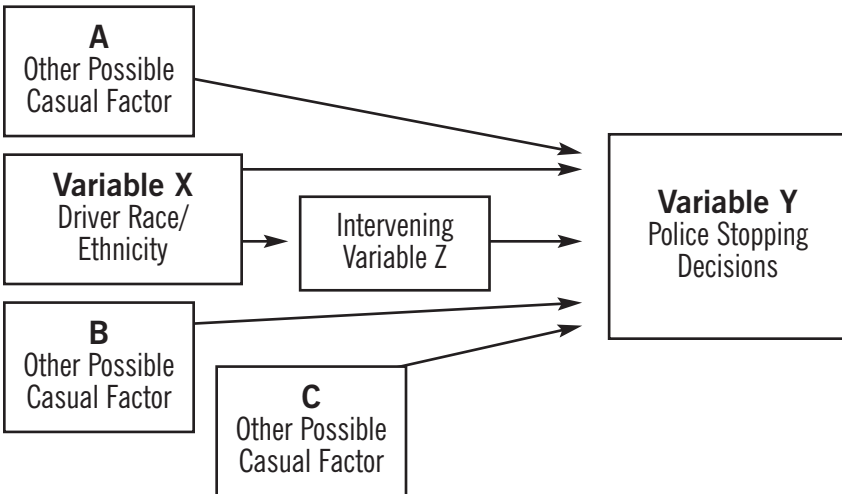 A
Other Possible
Casual Factor
Variable X
Driver Race/
Ethnicity
Intervening
Variable Z
Variable Y
Police Stopping
Decisions
B
Other Possible
Casual Factor
C
Other Possible
Casual Factor